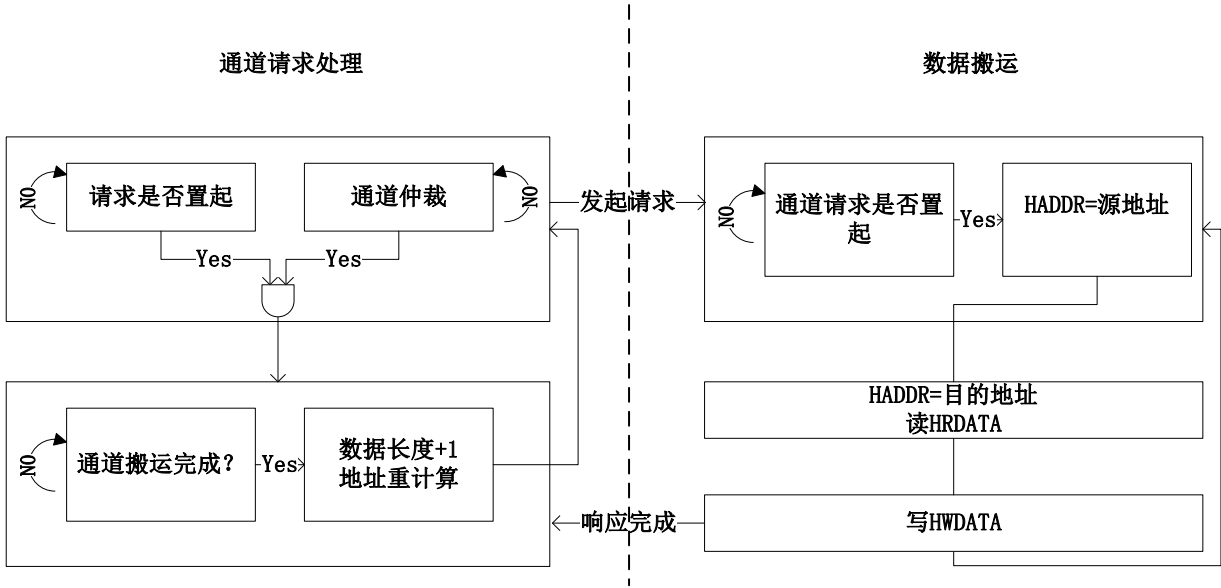 通道请求处理
数据搬运
NO
请求是否置起
通道仲裁
NO
Yes
Yes
发起请求
NO
通道请求是否置
起
Yes
HADDR=源地址
NO
通道搬运完成？
Yes
数据长度+1
地址重计算
HADDR=目的地址
读HRDATA
响应完成
写HWDATA